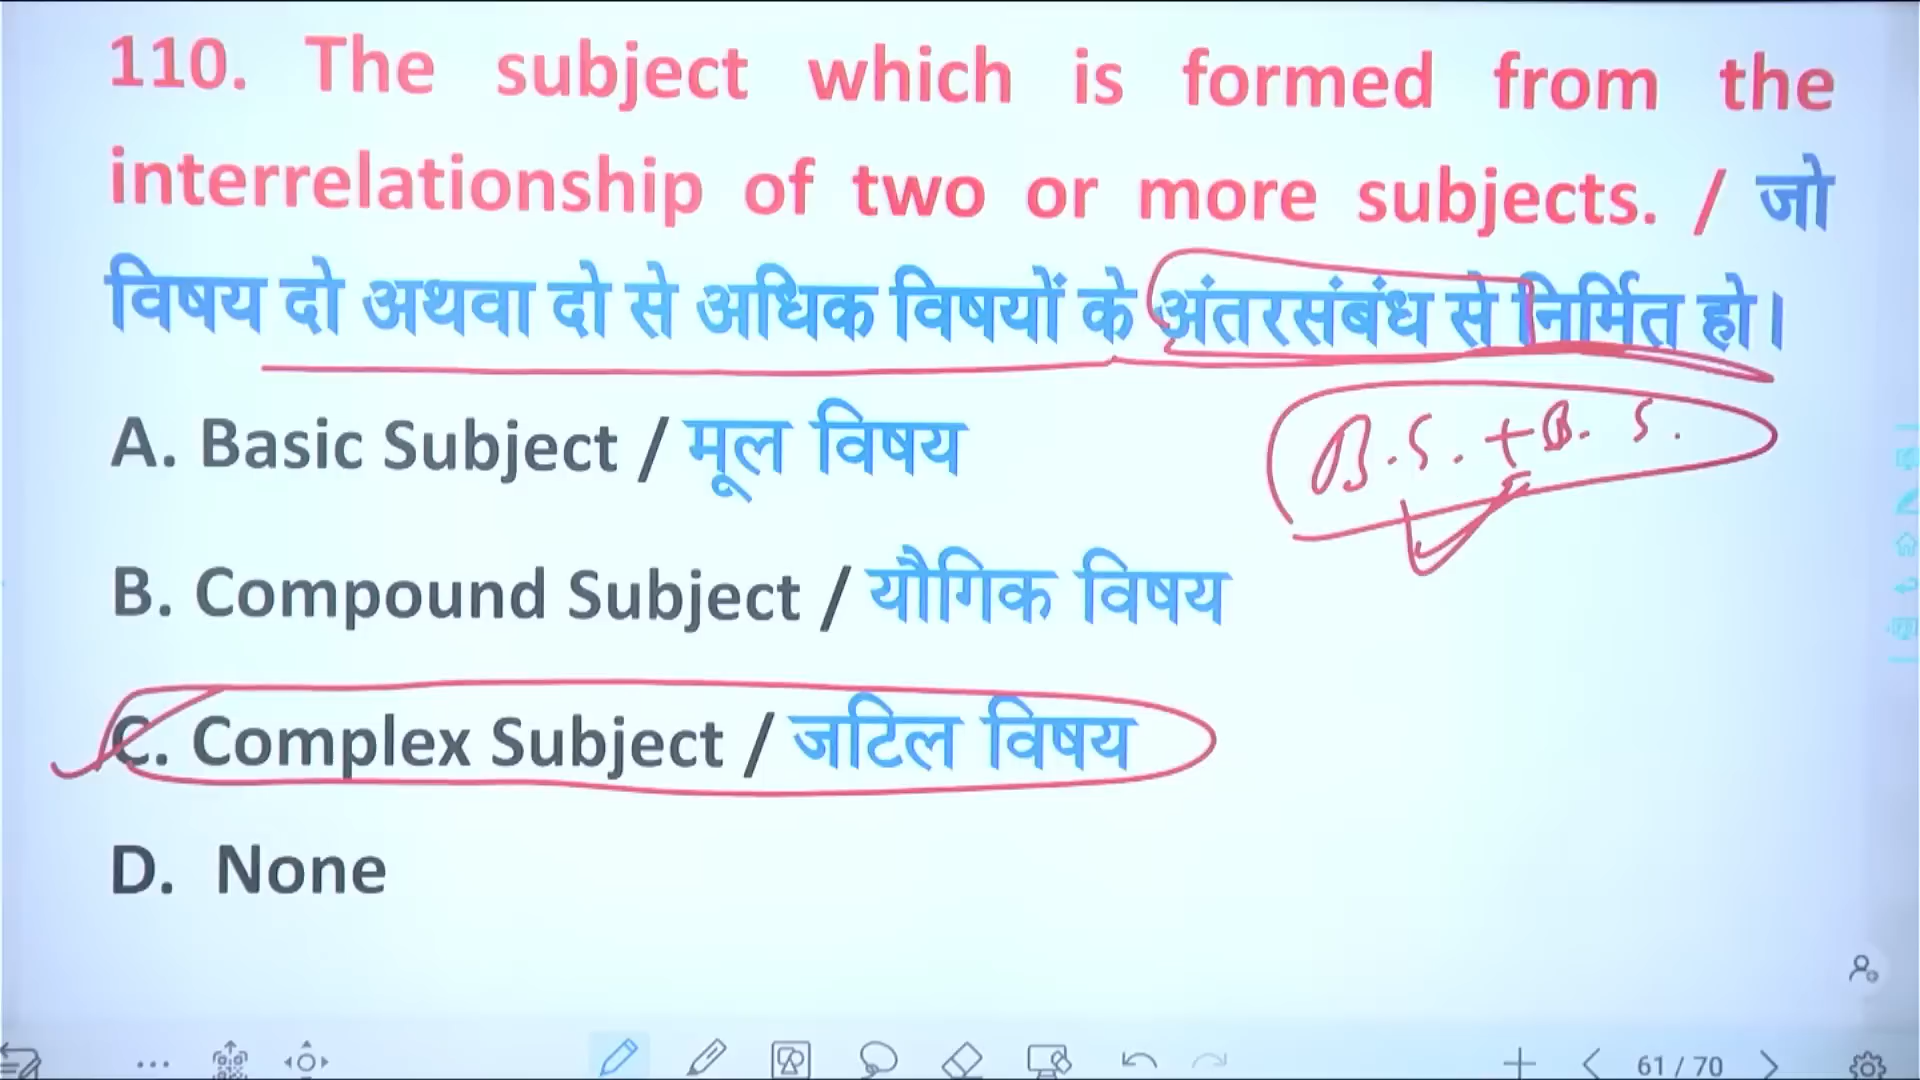 110. The subject which is formed from the
interrelationship of two or more subjects. / जो
विषय दो अथवा दो से अधिक विषयों के अंतरसंबंध से निर्मित हो।
B.S. + B. S.
A. Basic Subject / मूल विषय
B. Compound Subject / यौगिक विषय
C. Complex Subject / जटिल विषय
D. None
61 / 70